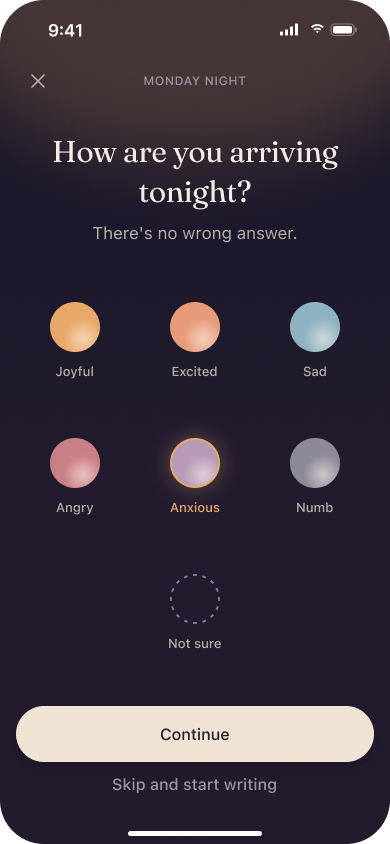 9:41
MONDAY NIGHT
How are you arriving
tonight?
There's no wrong answer.
Joyful
Excited
Sad
Angry
Anxious
Numb
Not sure
Continue
Skip and start writing